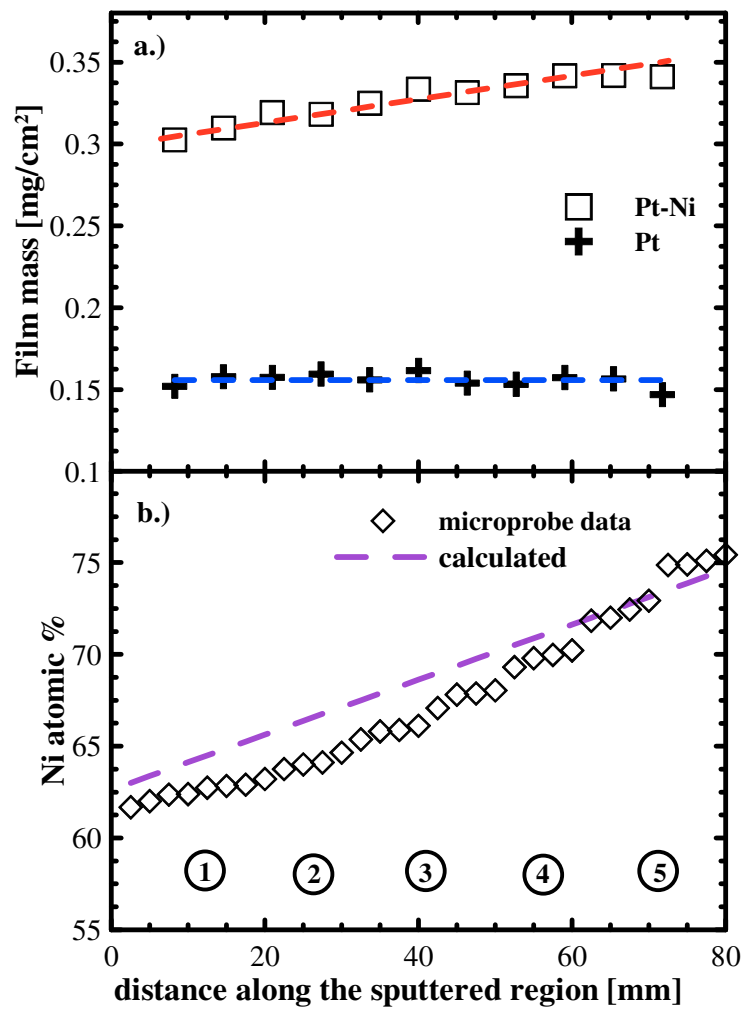 a.)
0.35
0.3
0.25
0.2
0.15
0.1
Film mass [mg/cm²]
Pt-Ni
Pt
b.)
microprobe data
calculated
75
70
65
60
55
Ni atomic %
1 2 3 4 5
0 20 40 60 80
distance along the sputtered region [mm]